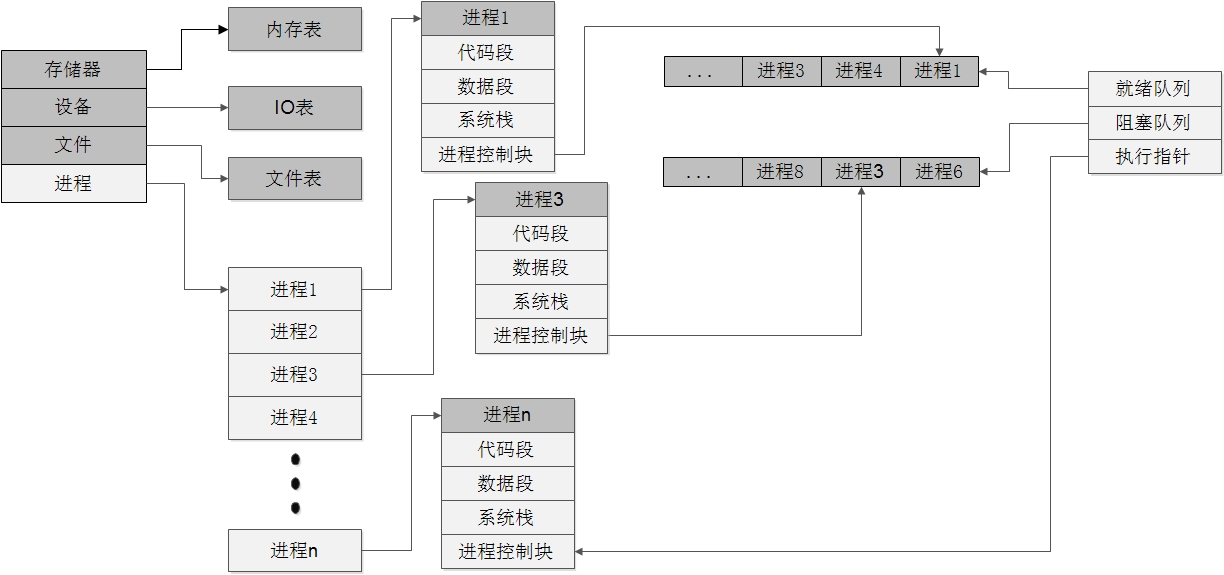 存储器
设备
文件
进程
内存表
IO表
文件表
进程1
进程2
进程3
进程4
进程n
进程1
代码段
数据段
系统栈
进程控制块
进程3
代码段
数据段
系统栈
进程控制块
进程n
代码段
数据段
系统栈
进程控制块
... 进程3 进程4 进程1
... 进程8 进程3 进程6
就绪队列
阻塞队列
执行指针